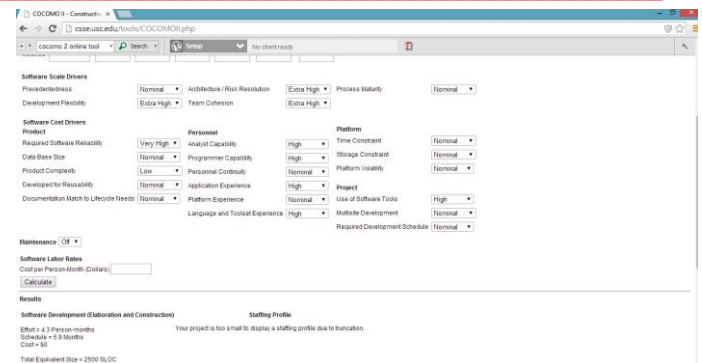 COCOMO II - Constructiv
csse.usc.edu/tools/COCOMOII.php
cocomo 2 online tool Search Setup No client ready
Software Scale Drivers
Precedentedness Nominal Architecture / Risk Resolution Extra High Process Maturity Nominal
Development Flexibility Extra High Team Cohesion Extra High
Software Cost Drivers
Product Personnel Platform
Required Software Reliability Very High Analyst Capability High Time Constraint Nominal
Data Base Size Nominal Programmer Capability High Storage Constraint Nominal
Product Complexity Low Personnel Continuity Nominal Platform Volatility Nominal
Developed for Reusability Nominal Application Experience High Project
Documentation Match to Lifecycle Needs Nominal Platform Experience Nominal Use of Software Tools High
Language and Toolset Experience High Multisite Development Nominal
Required Development Schedule Nominal
Maintenance Off
Software Labor Rates
Cost per Person-Month (Dollars)
Calculate
Results
Software Development (Elaboration and Construction) Staffing Profile
Effort = 4.3 Person-months Your project is too small to display a staffing profile due to truncation.
Schedule = 5.9 Months
Cost = $0
Total Equivalent Size = 2500 SLOC